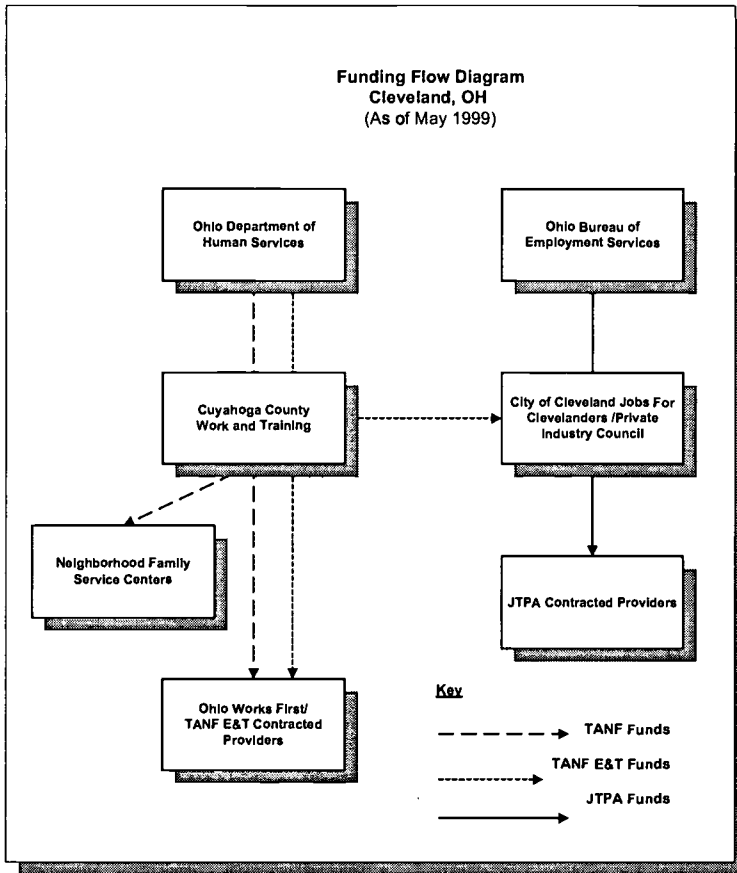 Funding Flow Diagram
Cleveland, OH
(As of May 1999)
Ohio Department of
Human Services
Ohio Bureau of
Employment Services
Cuyahoga County
Work and Training
City of Cleveland Jobs For
Clevelanders /Private
Industry Council
Neighborhood Family
Service Centers
JTPA Contracted Providers
Ohio Works First/
TANF E&T Contracted
Providers
Key
TANF Funds
TANF E&T Funds
JTPA Funds